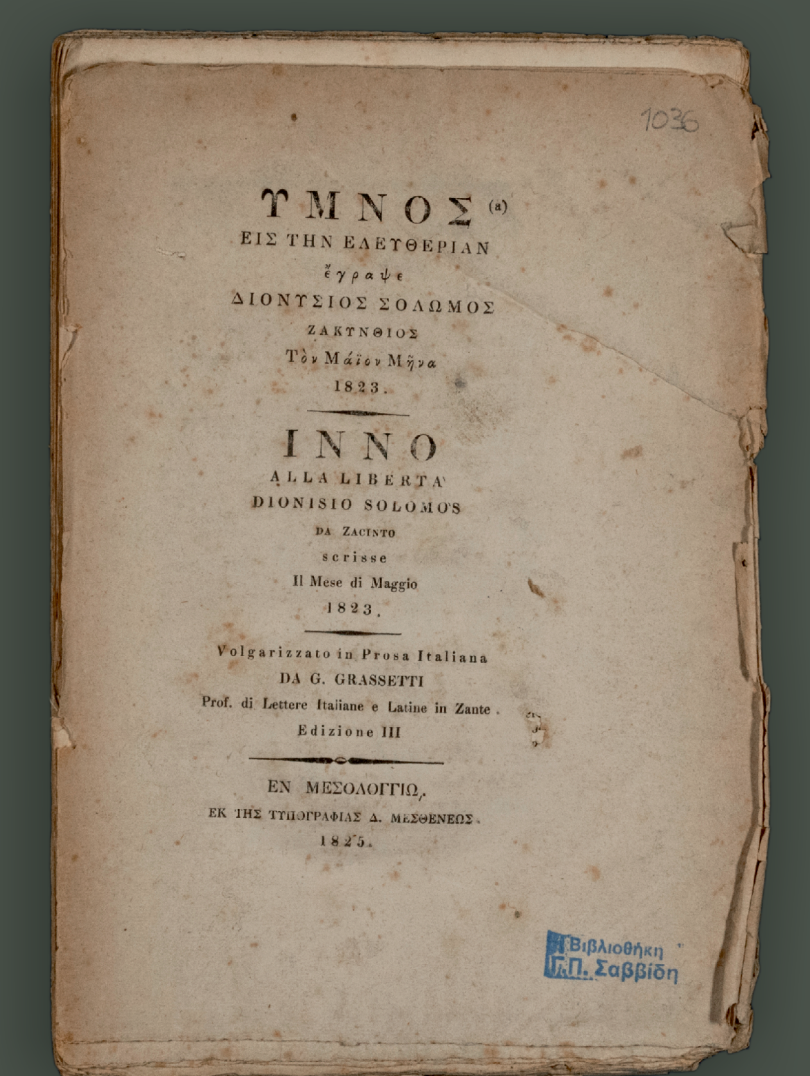 1036
ΥΜΝΟΣ (a)
ΕΙΣ ΤΗΝ ΕΛΕΥΘΕΡΙΑΝ
ἔγραψε
ΔΙΟΝΥΣΙΟΣ ΣΟΛΩΜΟΣ
ΖΑΚΥΝΘΙΟΣ
Τὸν Μάϊον Μῆνα
1823.
INNO
ALLA LIBERTA'
DIONISIO SOLOMOS
DA ZACINTO
scrisse
Il Mese di Maggio
1823.
Volgarizzato in Prosa Italiana
DA G. GRASSETTI
Prof. di Lettere Italiane e Latine in Zante.
Edizione III
ΕΝ ΜΕΣΟΛΟΓΓΙῼ.
ΕΚ ΤΗΣ ΤΥΠΟΓΡΑΦΙΑΣ Δ. ΜΕΣΘΕΝΕΩΣ.
1825.
Βιβλιοθήκη
Γ.Π. Σαββίδη